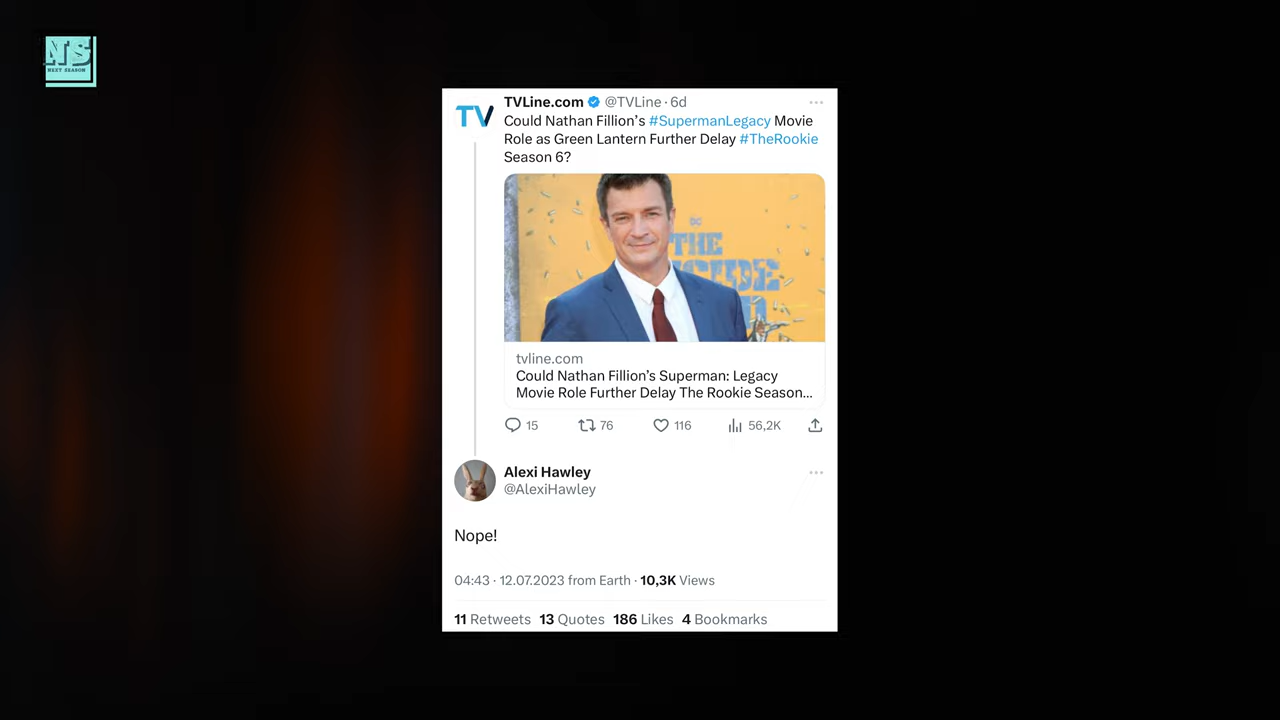 NS
NEXT SEASON
TV
TVLine.com @TVLine · 6d
Could Nathan Fillion's #SupermanLegacy Movie
Role as Green Lantern Further Delay #TheRookie
Season 6?
THE
tvline.com
Could Nathan Fillion's Superman: Legacy
Movie Role Further Delay The Rookie Season...
15 76 116 56,2K
Alexi Hawley
@AlexiHawley
Nope!
04:43 · 12.07.2023 from Earth · 10,3K Views
11 Retweets 13 Quotes 186 Likes 4 Bookmarks